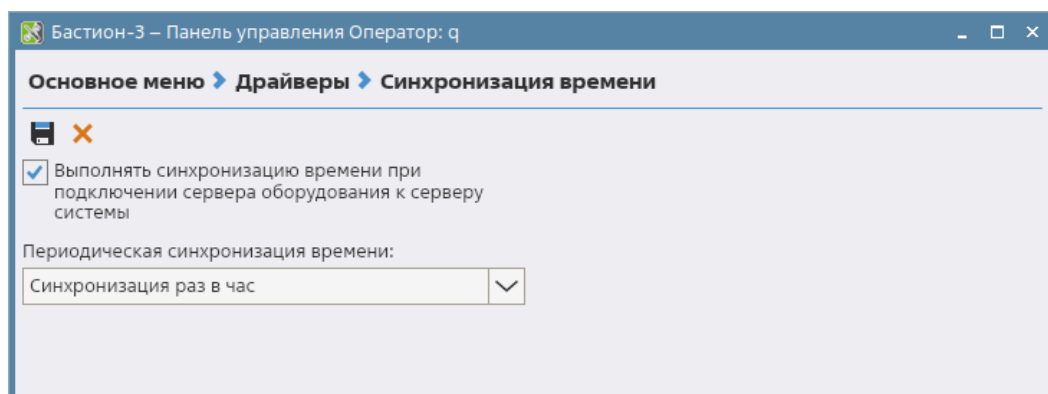 Бастион-3 – Панель управления Оператор: q
Основное меню Драйверы Синхронизация времени
Выполнять синхронизацию времени при
подключении сервера оборудования к серверу
системы
Периодическая синхронизация времени:
Синхронизация раз в час